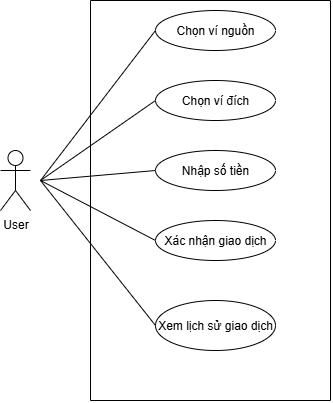 Chọn ví nguồn
Chọn ví đích
Nhập số tiền
User
Xác nhận giao dịch
Xem lịch sử giao dịch